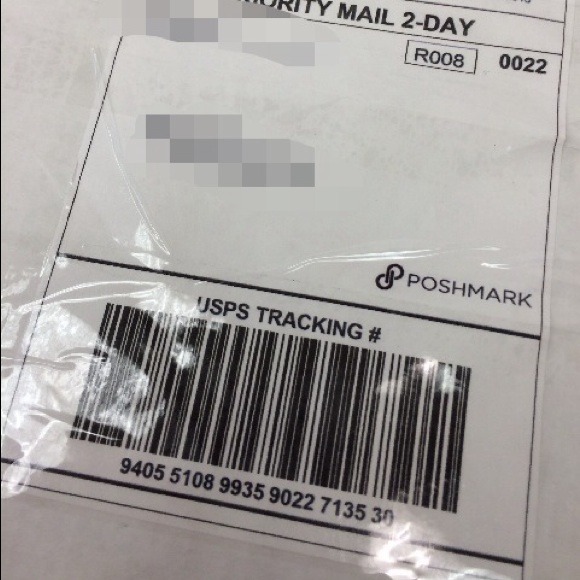 MAIL 2-DAY
R008 0022
POSHMARK
USPS TRACKING #
9405 5108 9935 9022 7135 30